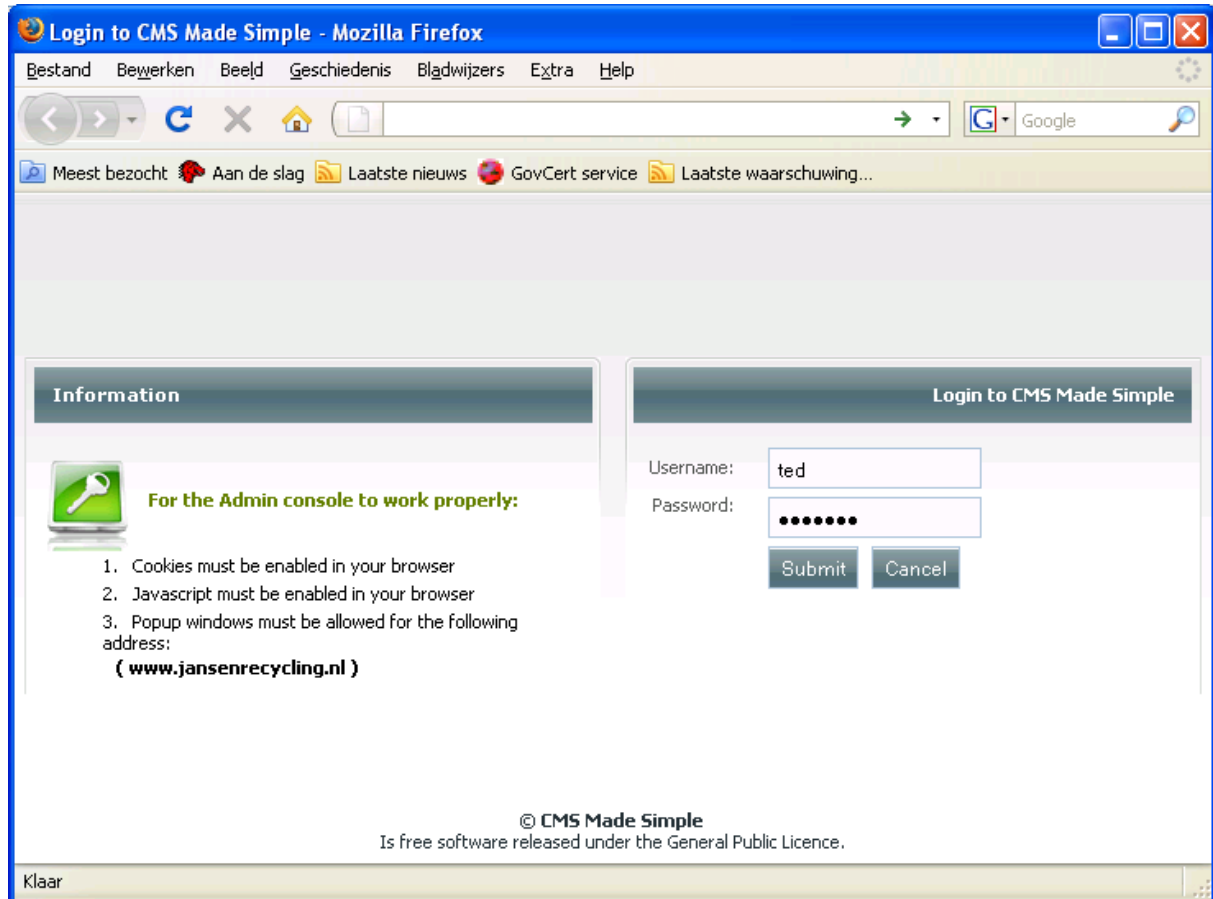 Login to CMS Made Simple - Mozilla Firefox
Bestand Bewerken Beeld Geschiedenis Bladwijzers Extra Help
G Google
Meest bezocht Aan de slag Laatste nieuws GovCert service Laatste waarschuwing...
Information
For the Admin console to work properly:
1. Cookies must be enabled in your browser
2. Javascript must be enabled in your browser
3. Popup windows must be allowed for the following
address:
( www.jansenrecycling.nl )
Login to CMS Made Simple
Username: ted
Password: •••••••
Submit Cancel
© CMS Made Simple
Is free software released under the General Public Licence.
Klaar